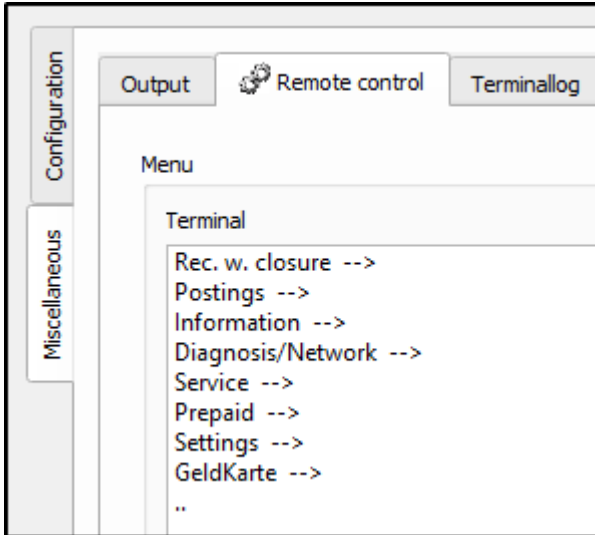 Configuration
Miscellaneous
Output
Remote control
Terminallog
Menu
Terminal
Rec. w. closure -->
Postings -->
Information -->
Diagnosis/Network -->
Service -->
Prepaid -->
Settings -->
GeldKarte -->
..